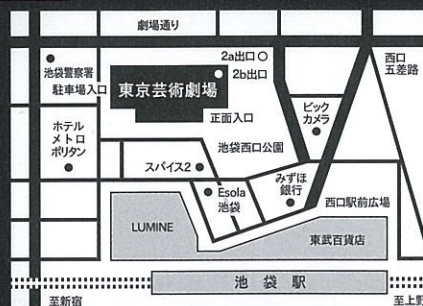 劇場通り
2a出口
2b出口
西口
五差路
池袋警察署
駐車場入口
東京芸術劇場
正面入口
ビック
カメラ
ホテル
メトロ
ポリタン
池袋西口公園
スパイス2
Esola
池袋
みずほ
銀行
西口駅前広場
LUMINE
東武百貨店
池袋駅
至新宿
至上野